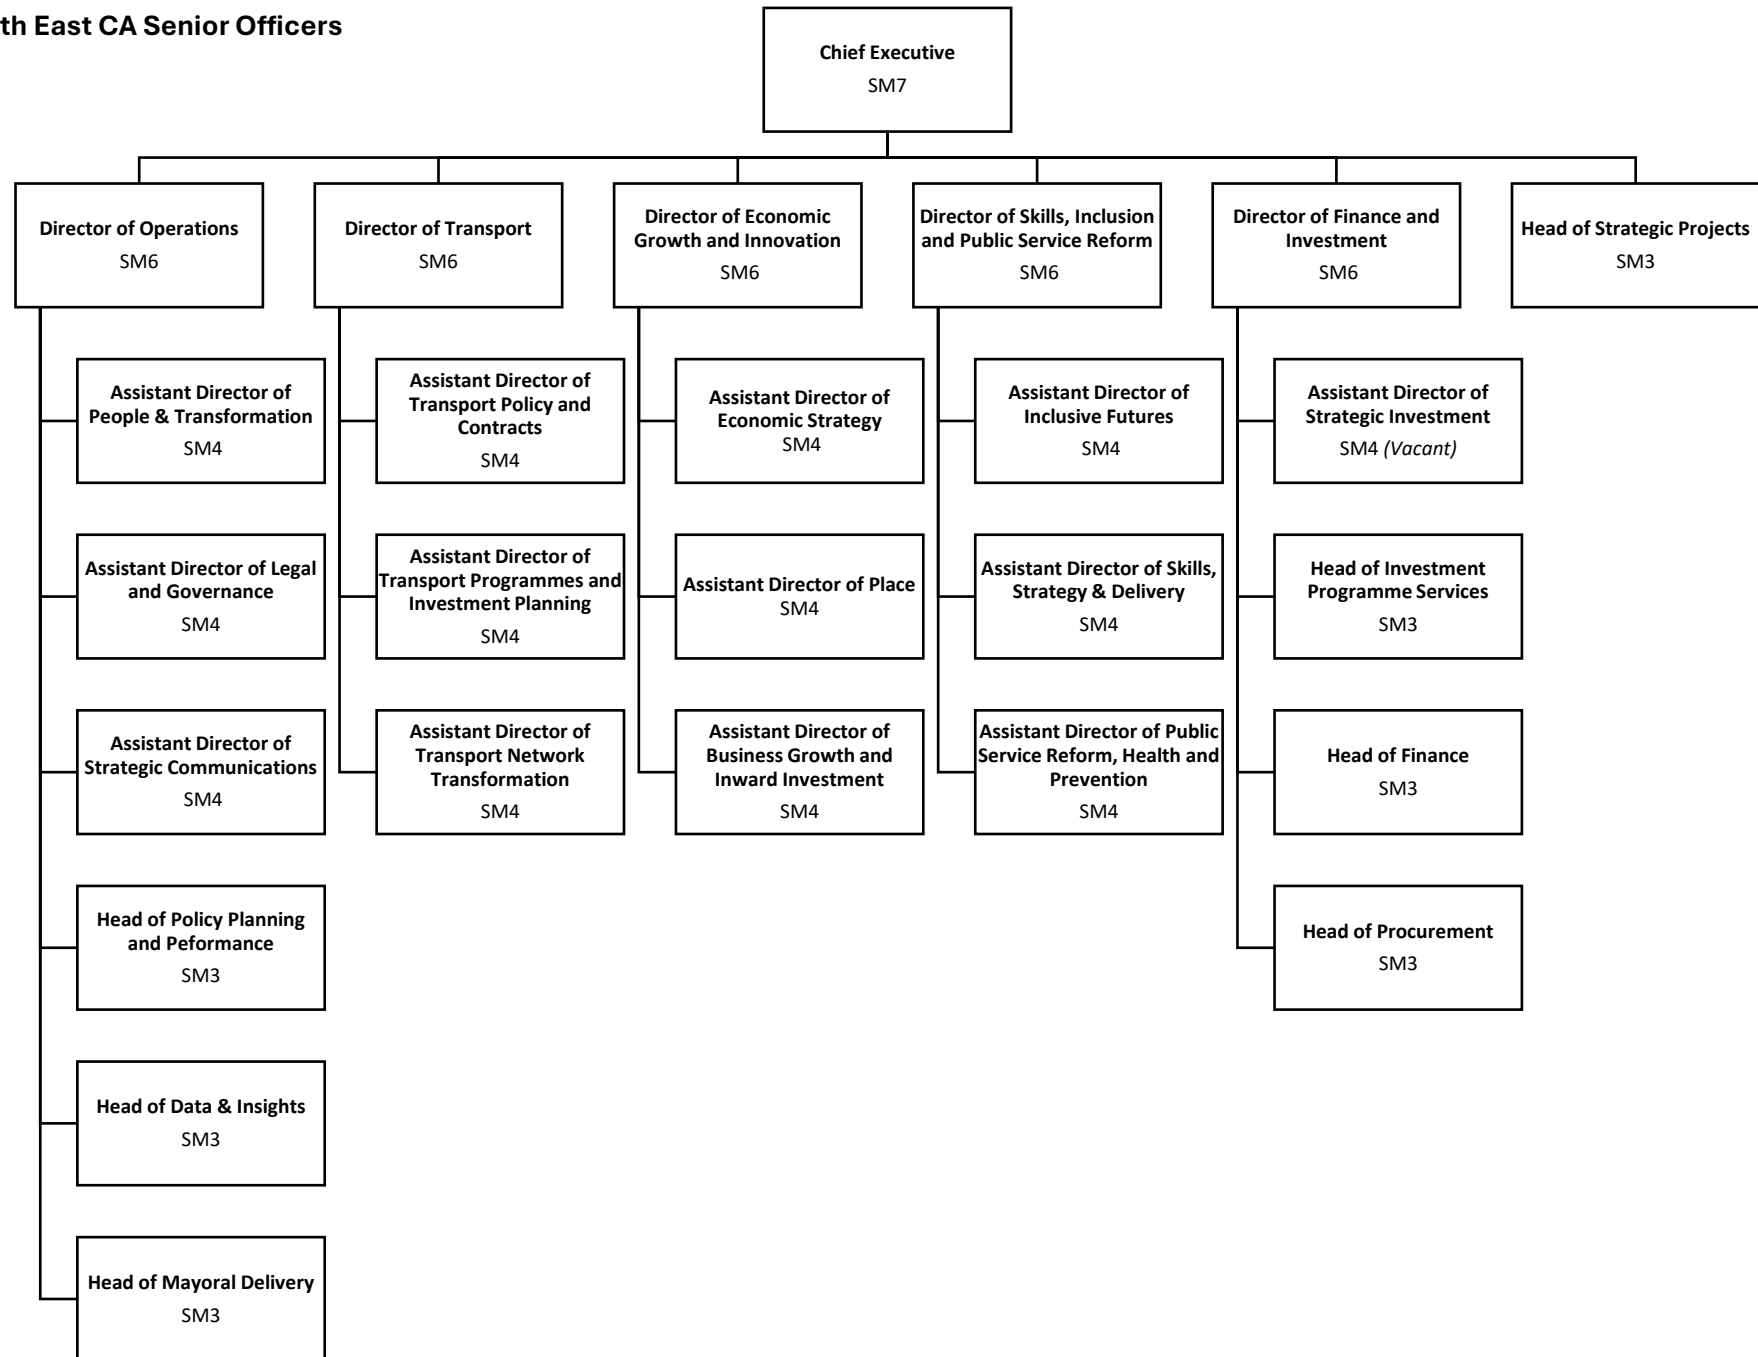 th East CA Senior Officers
Chief Executive
SM7
Director of Operations
SM6
Director of Transport
SM6
Director of Economic
Growth and Innovation
SM6
Director of Skills, Inclusion
and Public Service Reform
SM6
Director of Finance and
Investment
SM6
Head of Strategic Projects
SM3
Assistant Director of
People & Transformation
SM4
Assistant Director of Legal
and Governance
SM4
Assistant Director of
Strategic Communications
SM4
Head of Policy Planning
and Peformance
SM3
Head of Data & Insights
SM3
Head of Mayoral Delivery
SM3
Assistant Director of
Transport Policy and
Contracts
SM4
Assistant Director of
Transport Programmes and
Investment Planning
SM4
Assistant Director of
Transport Network
Transformation
SM4
Assistant Director of
Economic Strategy
SM4
Assistant Director of Place
SM4
Assistant Director of
Business Growth and
Inward Investment
SM4
Assistant Director of
Inclusive Futures
SM4
Assistant Director of Skills,
Strategy & Delivery
SM4
Assistant Director of Public
Service Reform, Health and
Prevention
SM4
Assistant Director of
Strategic Investment
SM4 (Vacant)
Head of Investment
Programme Services
SM3
Head of Finance
SM3
Head of Procurement
SM3